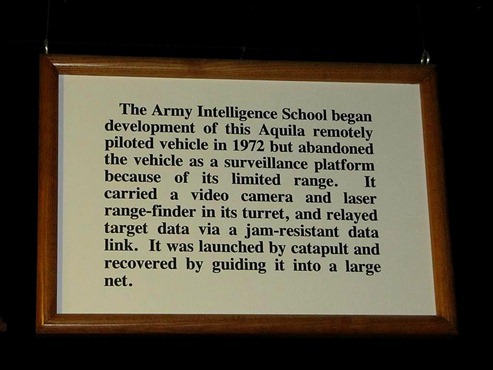 The Army Intelligence School began
development of this Aquila remotely
piloted vehicle in 1972 but abandoned
the vehicle as a surveillance platform
because of its limited range. It
carried a video camera and laser
range-finder in its turret, and relayed
target data via a jam-resistant data
link. It was launched by catapult and
recovered by guiding it into a large
net.